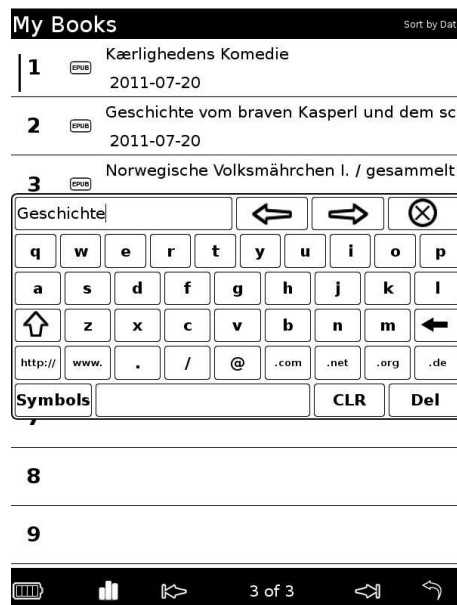 My Books
Sort by Dat
1 EPUB Kærlighedens Komedie
2011-07-20
2 EPUB Geschichte vom braven Kasperl und dem sc
2011-07-20
3 EPUB Norwegische Volksmährchen I. / gesammelt
Geschichte
q w e r t y u i o p
a s d f g h j k l
z x c v b n m
http:// www. . / @ .com .net .org .de
Symbols CLR Del
8
9
3 of 3